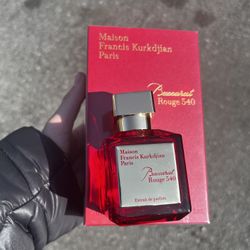 Maison
Francis Kurkdjian
Paris
Baccarat
Rouge 540
Maison
Francis Kurkdjian
Paris
Baccarat
Rouge 540
Extrait de parfum